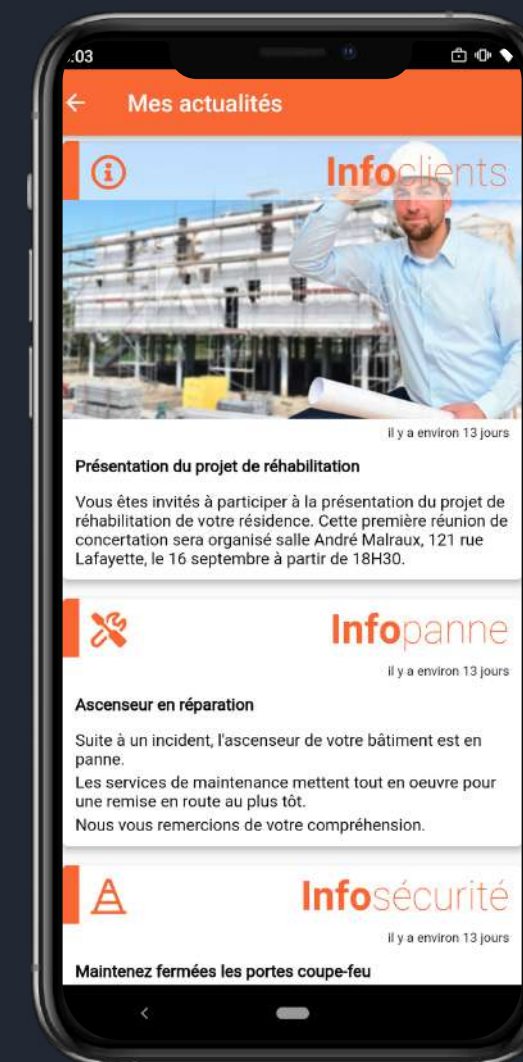 :03
Mes actualités
Infoclients
il y a environ 13 jours
Présentation du projet de réhabilitation
Vous êtes invités à participer à la présentation du projet de
réhabilitation de votre résidence. Cette première réunion de
concertation sera organisé salle André Malraux, 121 rue
Lafayette, le 16 septembre à partir de 18H30.
Infopanne
il y a environ 13 jours
Ascenseur en réparation
Suite à un incident, l'ascenseur de votre bâtiment est en
panne.
Les services de maintenance mettent tout en oeuvre pour
une remise en route au plus tôt.
Nous vous remercions de votre compréhension.
Infosécurité
il y a environ 13 jours
Maintenez fermées les portes coupe-feu